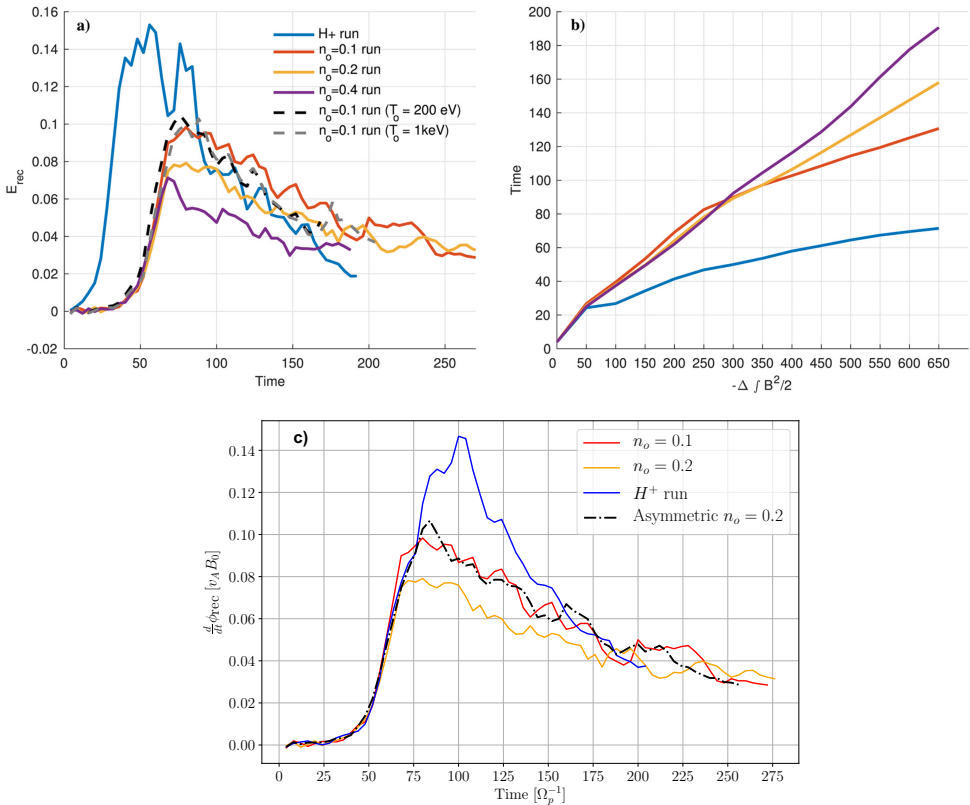 a)
E_rec
0.16
0.14
0.12
0.1
0.08
0.06
0.04
0.02
0
-0.02
0 50 100 150 200 250
Time
H+ run
n_o=0.1 run
n_o=0.2 run
n_o=0.4 run
n_o=0.1 run (T_o = 200 eV)
n_o=0.1 run (T_o = 1keV)
b)
Time
200
180
160
140
120
100
80
60
40
20
0
0 50 100 150 200 250 300 350 400 450 500 550 600 650
-Δ ∫ B^2/2
c)
d/dt ϕ_rec [v_A B_0]
0.14
0.12
0.10
0.08
0.06
0.04
0.02
0.00
0 25 50 75 100 125 150 175 200 225 250 275
Time [Ω_p^-1]
n_o = 0.1
n_o = 0.2
H^+ run
Asymmetric n_o = 0.2